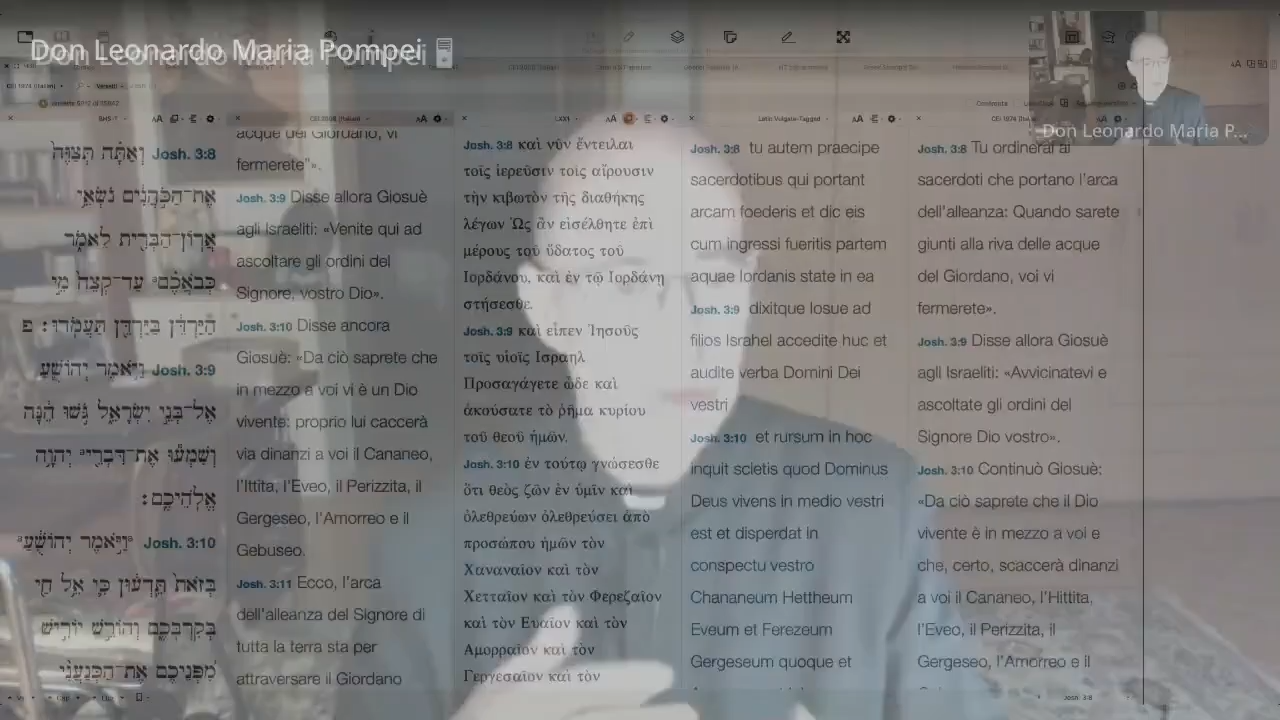 Don Leonardo Maria Pompei
Don Leonardo Maria P...
Josh. 3:8 וְאַתָּה תְּצַוֶּה
אֶת־הַכֹּהֲנִים נֹשְׂאֵי
אֲרוֹן־הַבְּרִית לֵאמֹר
כְּבֹאֲכֶם עַד־קְצֵה מֵי
הַיַּרְדֵּן בַּיַּרְדֵּן תַּעֲמֹדוּ׃ פ
Josh. 3:9 וַיֹּאמֶר יְהוֹשֻׁעַ
אֶל־בְּנֵי יִשְׂרָאֵל גֹּשׁוּ הֵנָּה
וְשִׁמְעוּ אֶת־דִּבְרֵי יְהוָה
אֱלֹהֵיכֶם׃
Josh. 3:10 וַיֹּאמֶר יְהוֹשֻׁעַ
בְּזֹאת תֵּדְעוּן כִּי אֵל חַי
בְּקִרְבְּכֶם וְהוֹרֵשׁ יוֹרִישׁ
מִפְּנֵיכֶם אֶת־הַכְּנַעֲנִי
acque del Giordano, vi
fermerete"».
Josh. 3:9 Disse allora Giosuè
agli Israeliti: «Venite qui ad
ascoltare gli ordini del
Signore, vostro Dio».
Josh. 3:10 Disse ancora
Giosuè: «Da ciò saprete che
in mezzo a voi vi è un Dio
vivente: proprio lui caccerà
via dinanzi a voi il Cananeo,
l'Ittita, l'Eveo, il Perizzita, il
Gergeseo, l'Amorreo e il
Gebuseo.
Josh. 3:11 Ecco, l'arca
dell'alleanza del Signore di
tutta la terra sta per
attraversare il Giordano
Josh. 3:8 καὶ νῦν ἔντειλαι
τοῖς ἱερεῦσιν τοῖς αἴρουσιν
τὴν κιβωτὸν τῆς διαθήκης
λέγων Ὡς ἂν εἰσέλθητε ἐπὶ
μέρους τοῦ ὕδατος τοῦ
Ιορδάνου, καὶ ἐν τῷ Ιορδάνῃ
στήσεσθε.
Josh. 3:9 καὶ εἶπεν Ἰησοῦς
τοῖς υἱοῖς Ισραηλ
Προσαγάγετε ὧδε καὶ
ἀκούσατε τὸ ῥῆμα κυρίου
τοῦ θεοῦ ἡμῶν.
Josh. 3:10 ἐν τούτῳ γνώσεσθε
ὅτι θεὸς ζῶν ἐν ὑμῖν καὶ
ὀλεθρεύων ὀλεθρεύσει ἀπὸ
προσώπου ἡμῶν τὸν
Χαναναῖον καὶ τὸν
Χετταῖον καὶ τὸν Φερεζαῖον
καὶ τὸν Ευαῖον καὶ τὸν
Αμορραῖον καὶ τὸν
Γεργεσαῖον καὶ τὸν
Josh. 3:8 tu autem praecipe
sacerdotibus qui portant
arcam foederis et dic eis
cum ingressi fueritis partem
aquae Iordanis state in ea
Josh. 3:9 dixitque Iosue ad
filios Israhel accedite huc et
audite verba Domini Dei
vestri
Josh. 3:10 et rursum in hoc
inquit scietis quod Dominus
Deus vivens in medio vestri
est et disperdat in
conspectu vestro
Chananeum Hettheum
Eveum et Ferezeum
Gergeseum quoque et
Josh. 3:8 Tu ordinerai ai
sacerdoti che portano l'arca
dell'alleanza: Quando sarete
giunti alla riva delle acque
del Giordano, voi vi
fermerete».
Josh. 3:9 Disse allora Giosuè
agli Israeliti: «Avvicinatevi e
ascoltate gli ordini del
Signore Dio vostro».
Josh. 3:10 Continuò Giosuè:
«Da ciò saprete che il Dio
vivente è in mezzo a voi e
che, certo, scaccerà dinanzi
a voi il Cananeo, l'Hittita,
l'Eveo, il Perizzita, il
Gergeseo, l'Amorreo e il
Josh. 3:8